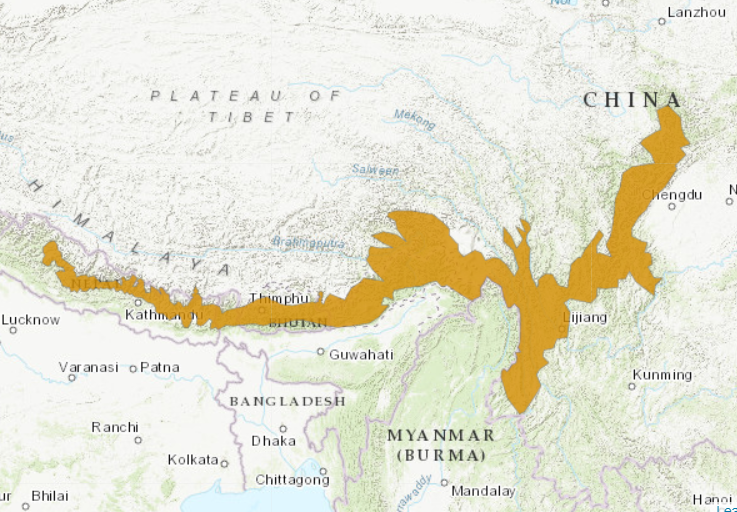 Lanzhou
CHINA
PLATEAU OF
TIBET
Mekong
Salween
HIMALAYA
Chengdu
Brahmaputra
NEPAL
Thimphu
Kathmandu
BHUTAN
Lijiang
Lucknow
Guwahati
Varanasi
Patna
Kunming
BANGLADESH
Ranchi
Dhaka
MYANMAR
(BURMA)
Kolkata
Chittagong
Mandalay
Bhilai
Hanoi